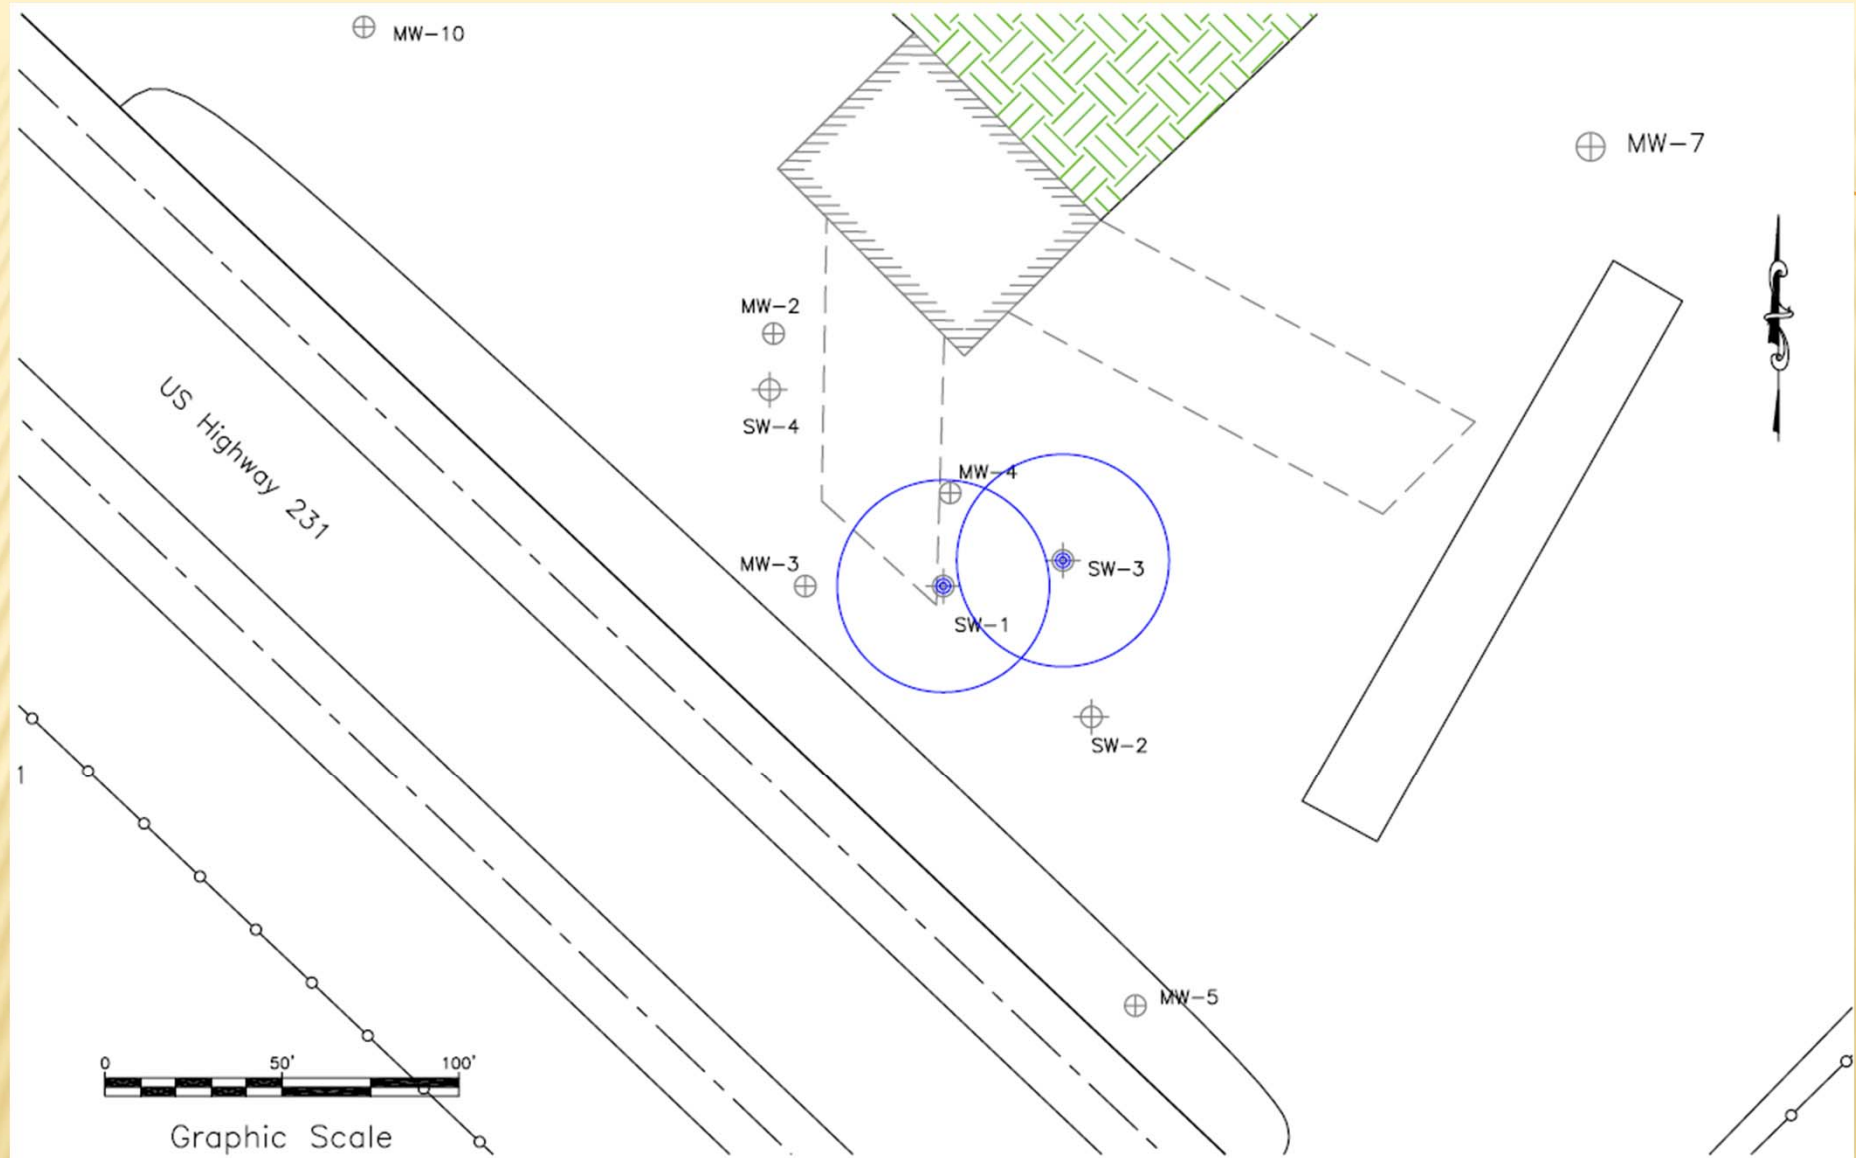 MW-10
MW-7
MW-2
SW-4
US Highway 231
MW-4
MW-3
SW-3
SW-1
SW-2
1
MW-5
0 50' 100'
Graphic Scale